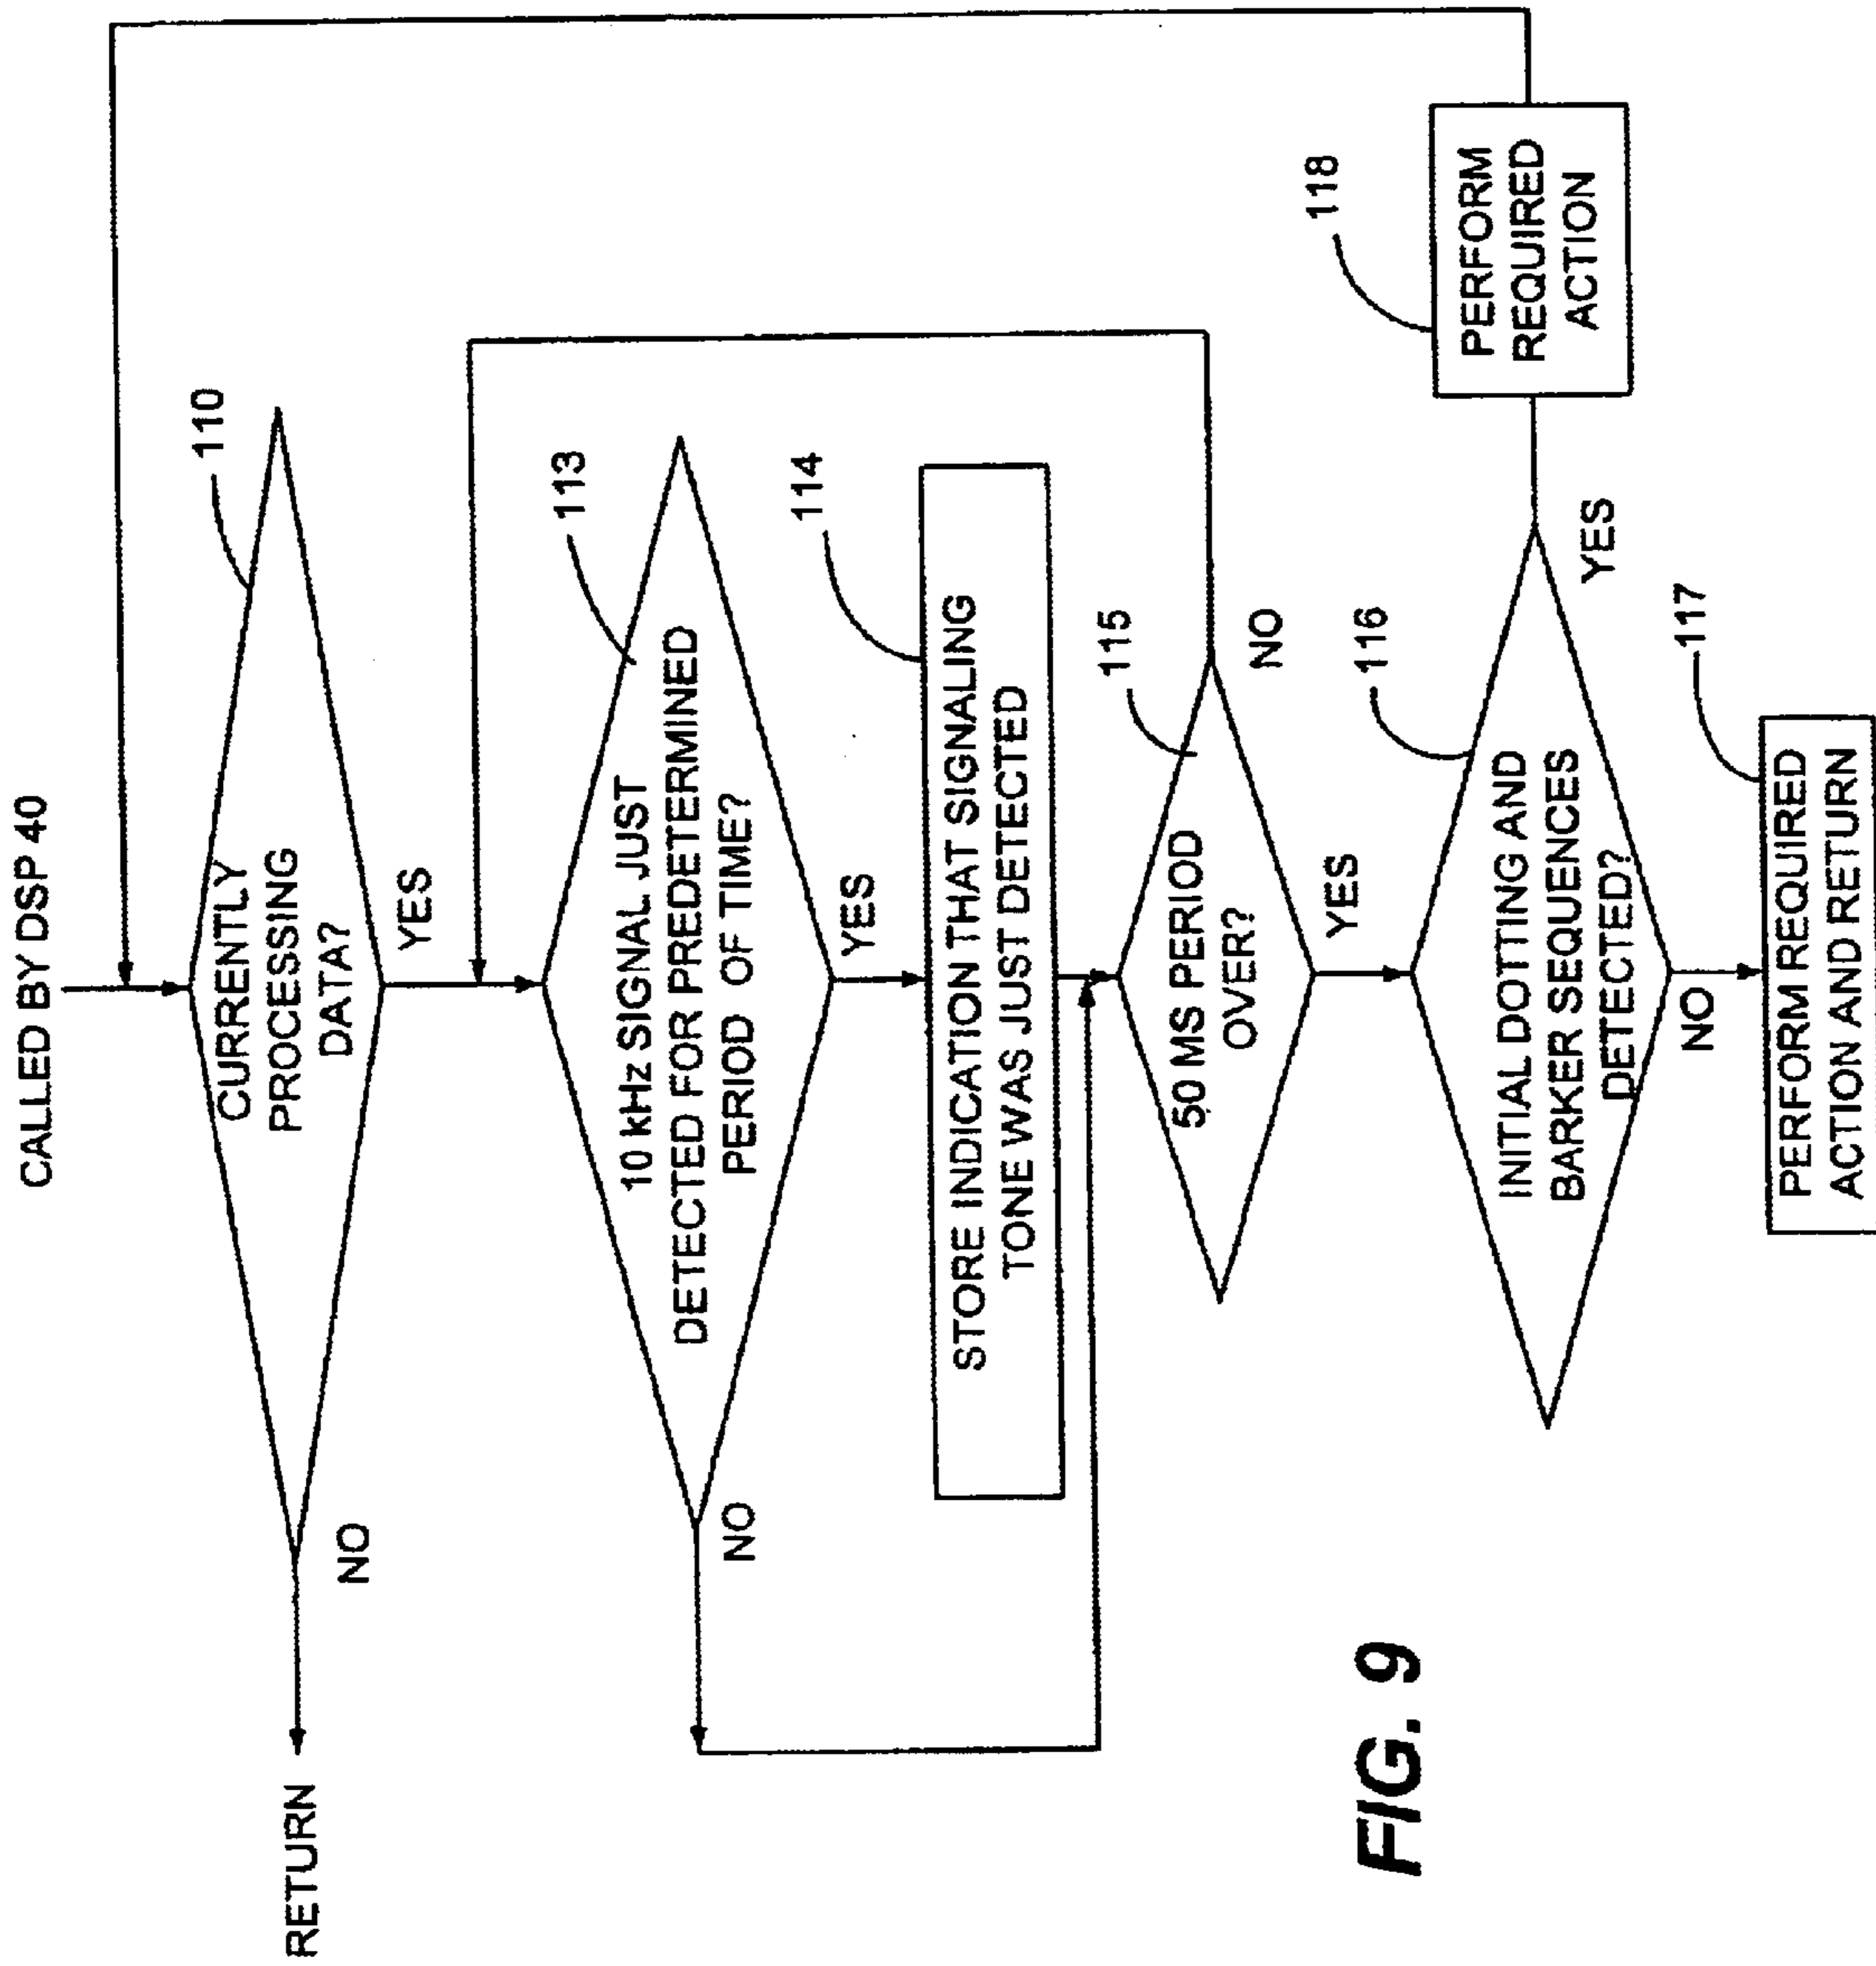 CALLED BY DSP 40
110
CURRENTLY
PROCESSING
DATA?
NO
RETURN
YES
113
10 kHz SIGNAL JUST
DETECTED FOR PREDETERMINED
PERIOD OF TIME?
NO
YES
114
STORE INDICATION THAT SIGNALING
TONE WAS JUST DETECTED
115
50 MS PERIOD
OVER?
NO
YES
116
INITIAL DOTTING AND
BARKER SEQUENCES
DETECTED?
YES
118
PERFORM
REQUIRED
ACTION
NO
117
PERFORM REQUIRED
ACTION AND RETURN
FIG. 9